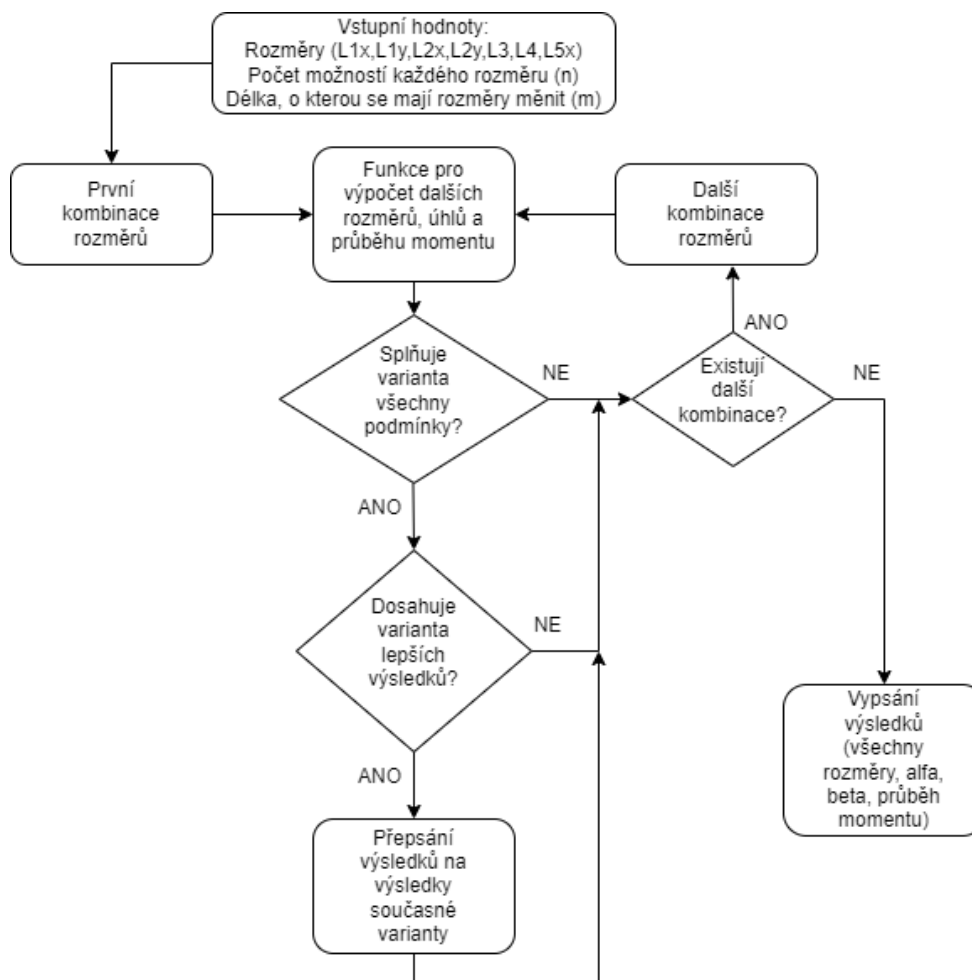 Vstupní hodnoty:
Rozměry (L1x,L1y,L2x,L2y,L3,L4,L5x)
Počet možností každého rozměru (n)
Délka, o kterou se mají rozměry měnit (m)
První
kombinace
rozměrů
Funkce pro
výpočet dalších
rozměrů, úhlů a
průběhu momentu
Další
kombinace
rozměrů
ANO
Splňuje
varianta
všechny
podmínky?
NE
Existují
další
kombinace?
NE
ANO
Dosahuje
varianta
lepších
výsledků?
NE
ANO
Vypsání
výsledků
(všechny
rozměry, alfa,
beta, průběh
momentu)
Přepsání
výsledků na
výsledky
současné
varianty